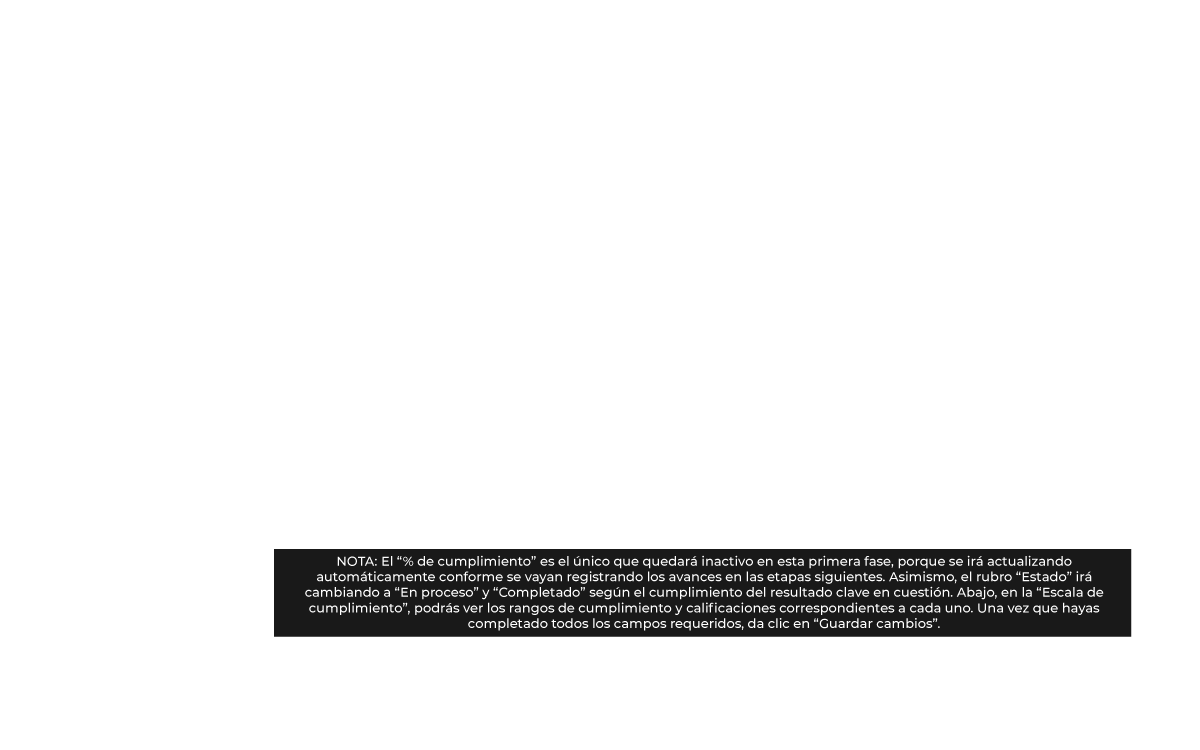 NOTA: El “% de cumplimiento” es el único que quedará inactivo en esta primera fase, porque se irá actualizando
automáticamente conforme se vayan registrando los avances en las etapas siguientes. Asimismo, el rubro “Estado” irá
cambiando a “En proceso” y “Completado” según el cumplimiento del resultado clave en cuestión. Abajo, en la “Escala de
cumplimiento”, podrás ver los rangos de cumplimiento y calificaciones correspondientes a cada uno. Una vez que hayas
completado todos los campos requeridos, da clic en “Guardar cambios”.